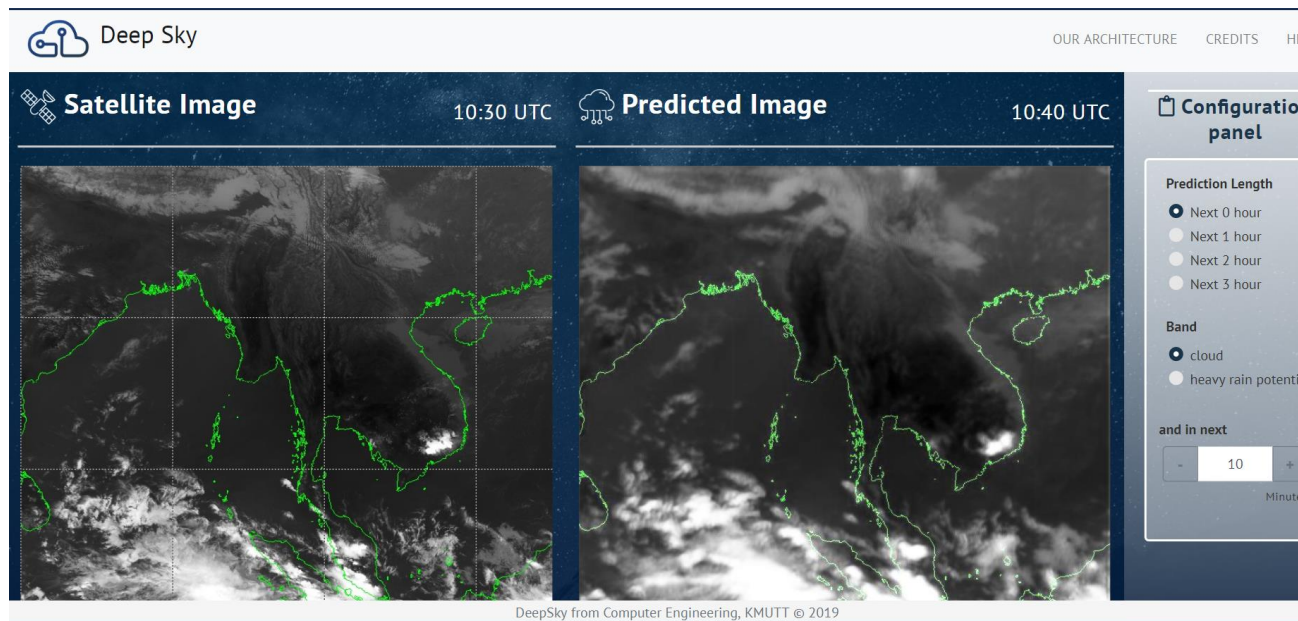 Deep Sky
OUR ARCHITECTURE CREDITS
Satellite Image
10:30 UTC
Predicted Image
10:40 UTC
Configuratio
panel
Prediction Length
Next 0 hour
Next 1 hour
Next 2 hour
Next 3 hour
Band
cloud
heavy rain potenti
and in next
- 10 +
Minute
DeepSky from Computer Engineering, KMUTT © 2019